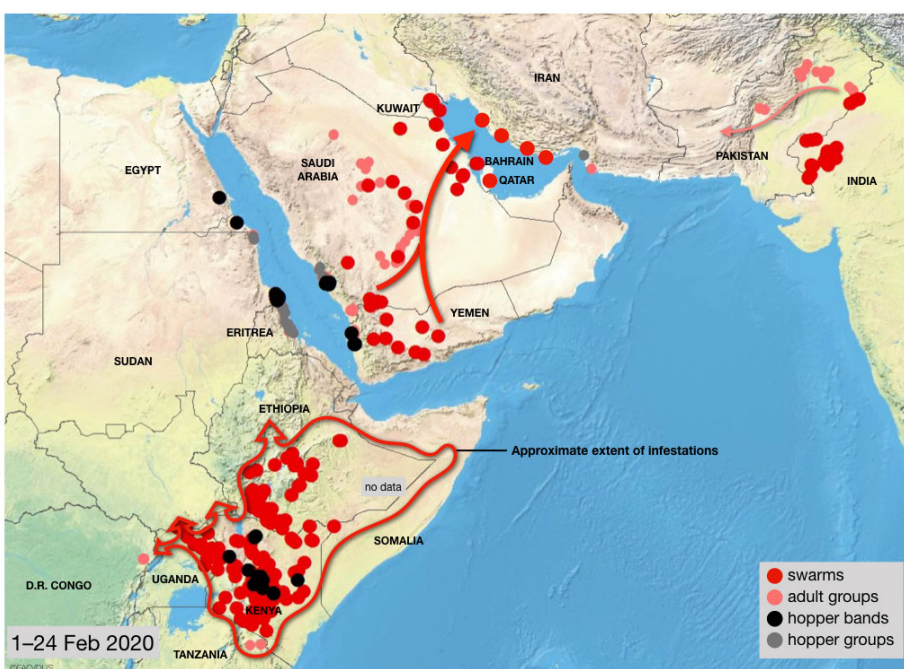 IRAN
KUWAIT
PAKISTAN
BAHRAIN
SAUDI
ARABIA
EGYPT
QATAR
INDIA
YEMEN
ERITREA
SUDAN
ETHIOPIA
Approximate extent of infestations
no data
SOMALIA
UGANDA
D.R. CONGO
KENYA
TANZANIA
1–24 Feb 2020
swarms
adult groups
hopper bands
hopper groups